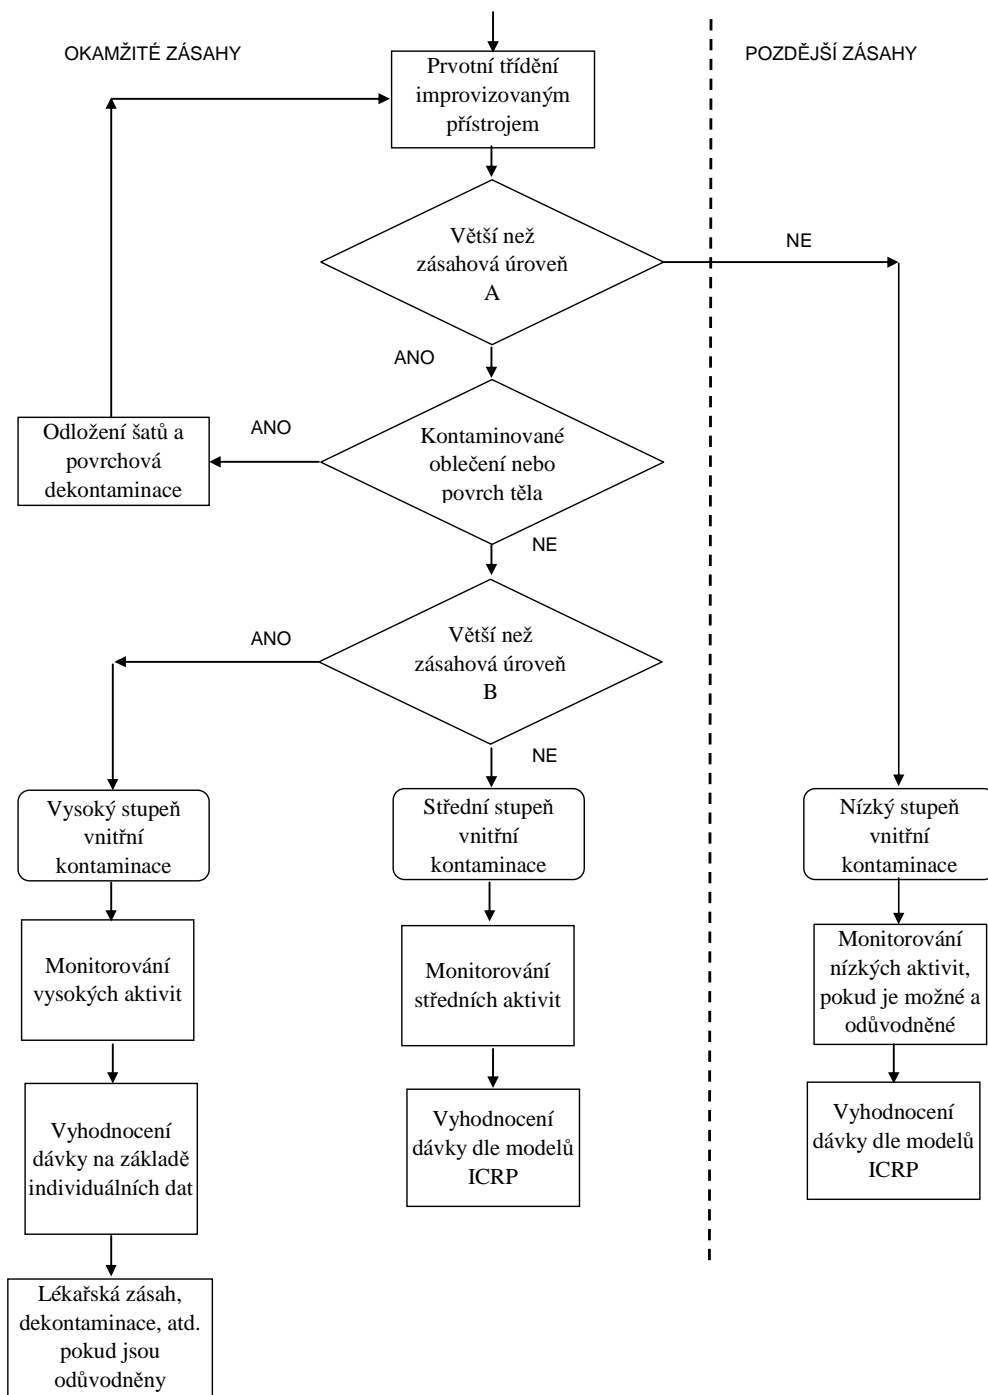 OKAMŽITÉ ZÁSAHY
POZDĚJŠÍ ZÁSAHY
Prvotní třídění
improvizovaným
přístrojem
Větší než
zásahová úroveň
A
NE
ANO
Kontaminované
oblečení nebo
povrch těla
ANO
Odložení šatů a
povrchová
dekontaminace
NE
Větší než
zásahová úroveň
B
ANO
NE
Vysoký stupeň
vnitřní
kontaminace
Střední stupeň
vnitřní
kontaminace
Nízký stupeň
vnitřní
kontaminace
Monitorování
vysokých aktivit
Monitorování
středních aktivit
Monitorování
nízkých aktivit,
pokud je možné a
odůvodněné
Vyhodnocení
dávky na základě
individuálních dat
Vyhodnocení
dávky dle modelů
ICRP
Vyhodnocení
dávky dle modelů
ICRP
Lékařská zásah,
dekontaminace, atd.
pokud jsou
odůvodněny